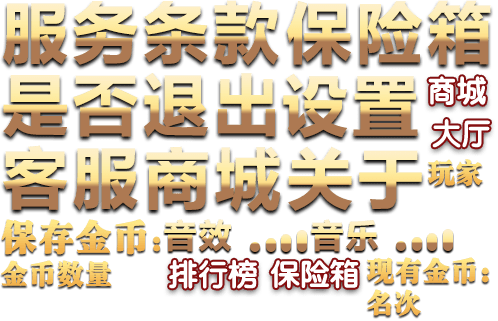 服务条款保险箱
是否退出设置
商城
大厅
客服商城关于
玩家
保存金币:音效 ....音乐 ....
金币数量
排行榜 保险箱 现有金币:
名次